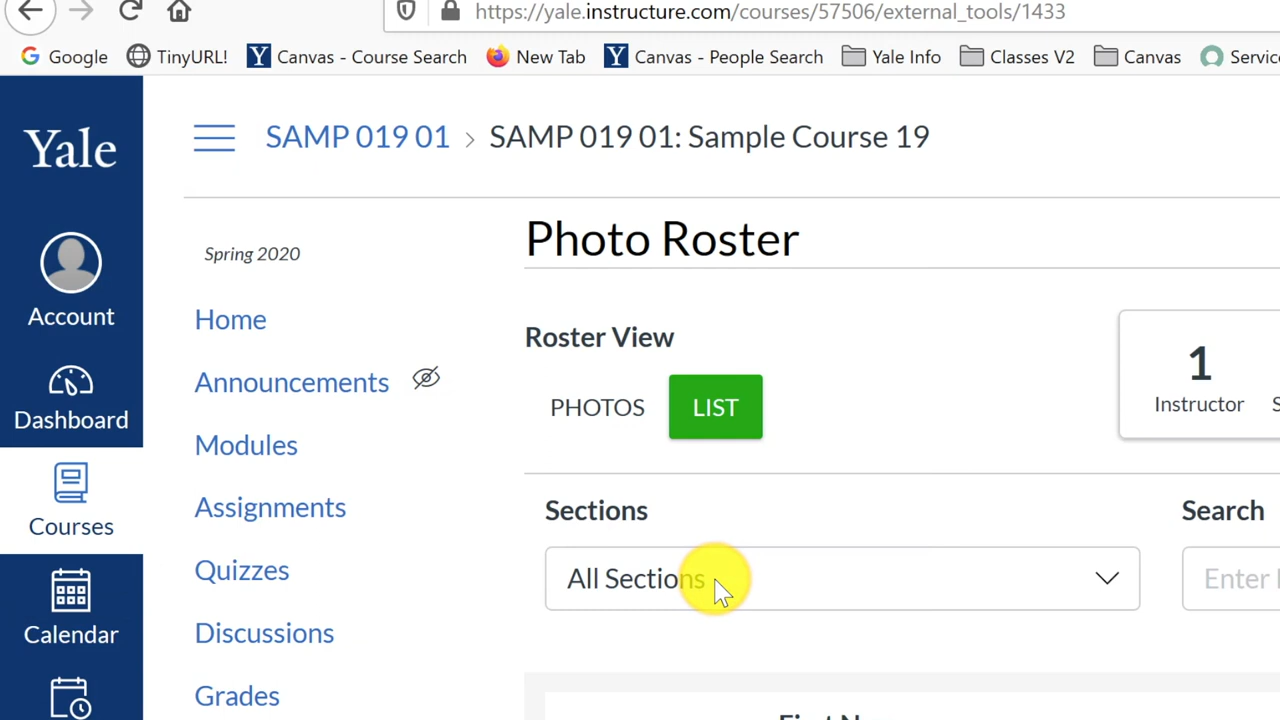 https://yale.instructure.com/courses/57506/external_tools/1433
Google TinyURL! Canvas - Course Search New Tab Canvas - People Search Yale Info Classes V2 Canvas
Yale
SAMP 019 01 > SAMP 019 01: Sample Course 19
Account
Dashboard
Courses
Calendar
Spring 2020
Home
Announcements
Modules
Assignments
Quizzes
Discussions
Grades
Photo Roster
Roster View
PHOTOS LIST
1
Instructor
Sections
All Sections
Search
Enter